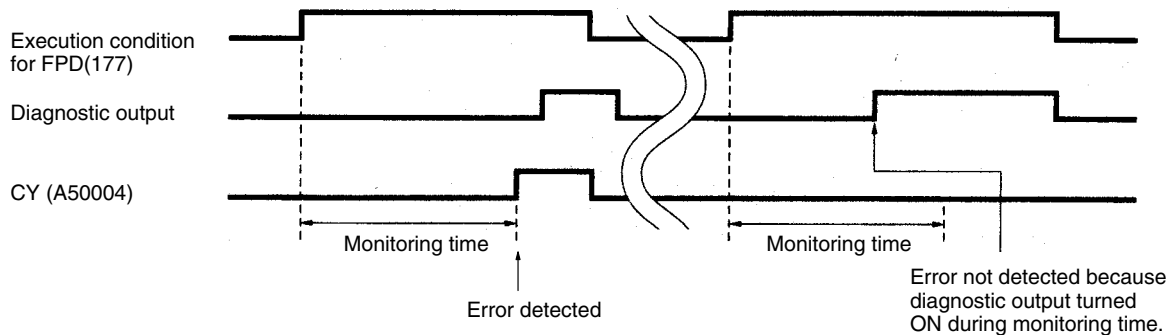 Execution condition
for FPD(177)
Diagnostic output
CY (A50004)
Monitoring time
Monitoring time
Error detected
Error not detected because
diagnostic output turned
ON during monitoring time.